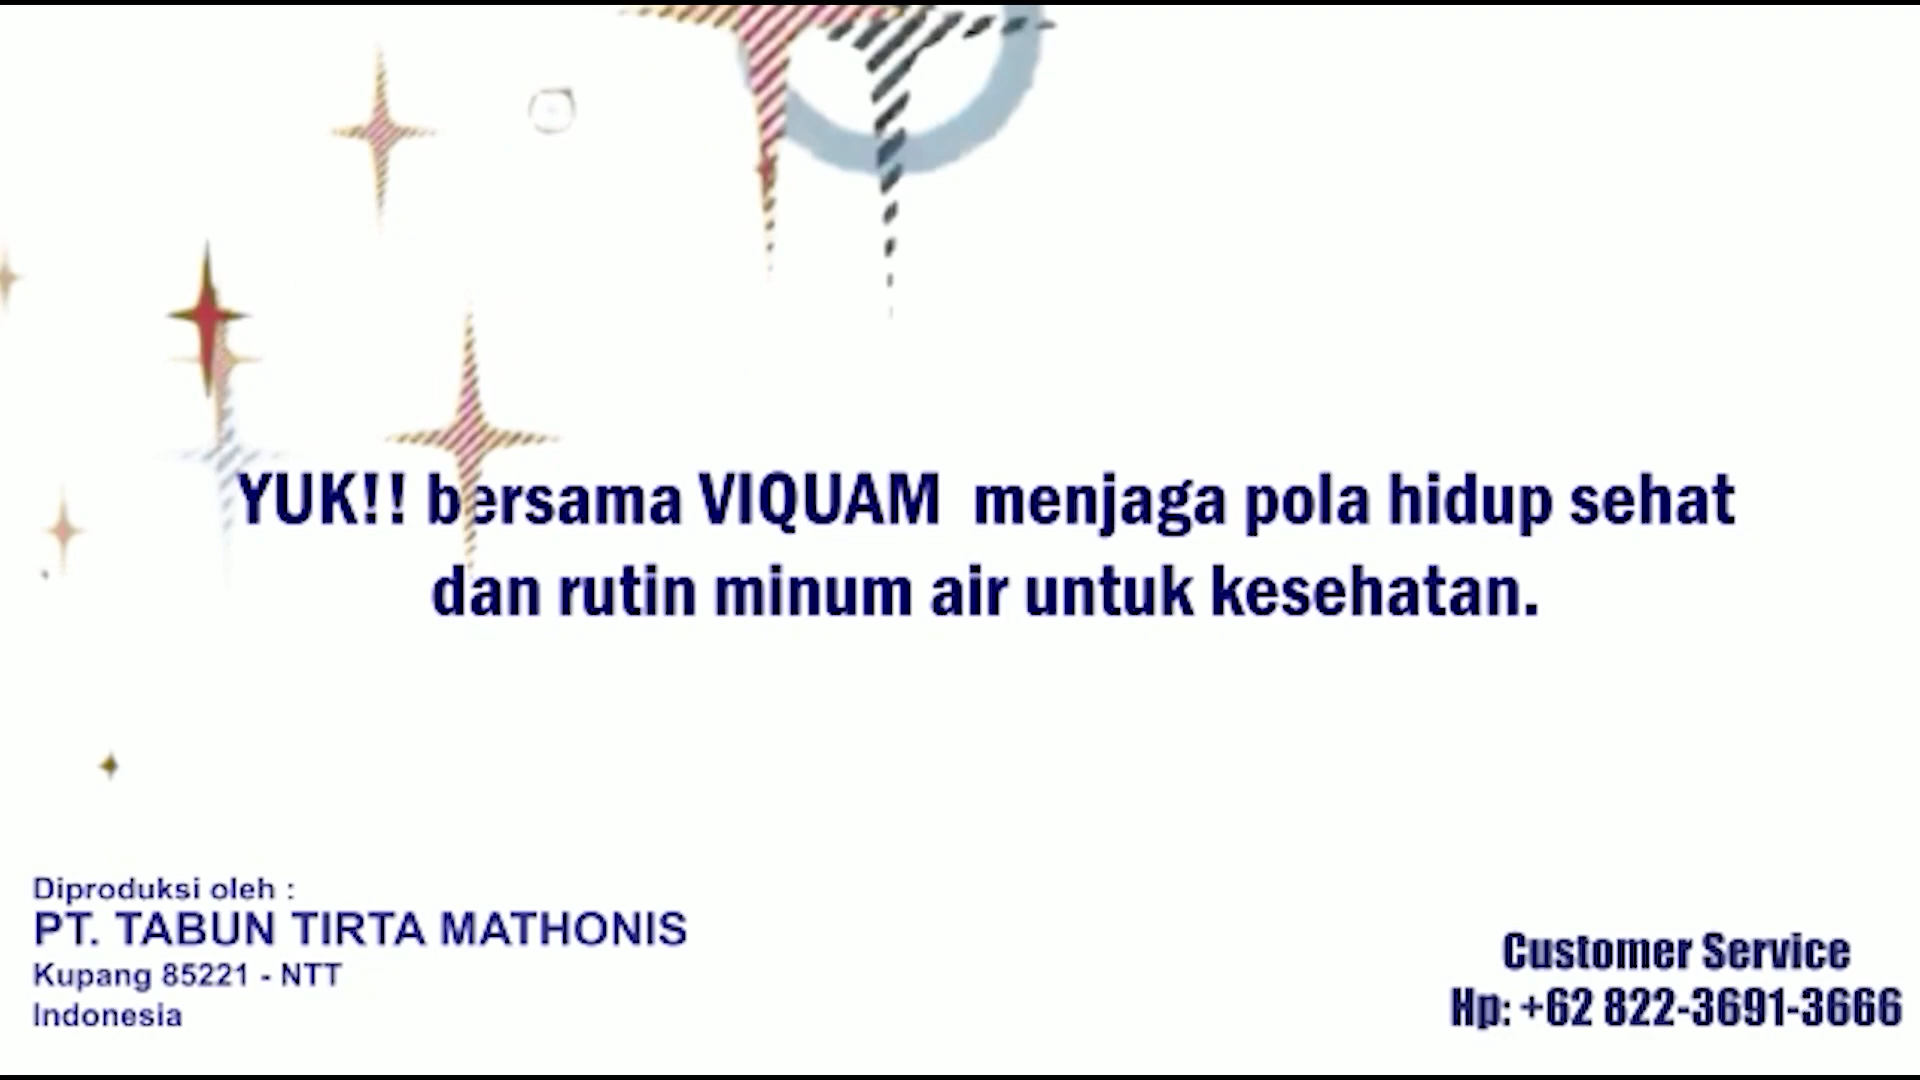 YUK!! bersama VIQUAM menjaga pola hidup sehat
dan rutin minum air untuk kesehatan.
Diproduksi oleh :
PT. TABUN TIRTA MATHONIS
Kupang 85221 - NTT
Indonesia
Customer Service
Hp: +62 822-3691-3666